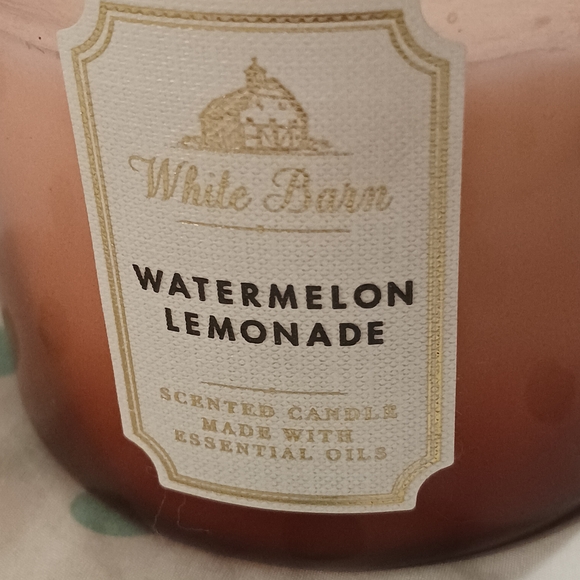 White Barn
WATERMELON
LEMONADE
SCENTED CANDLE
MADE WITH
ESSENTIAL OILS